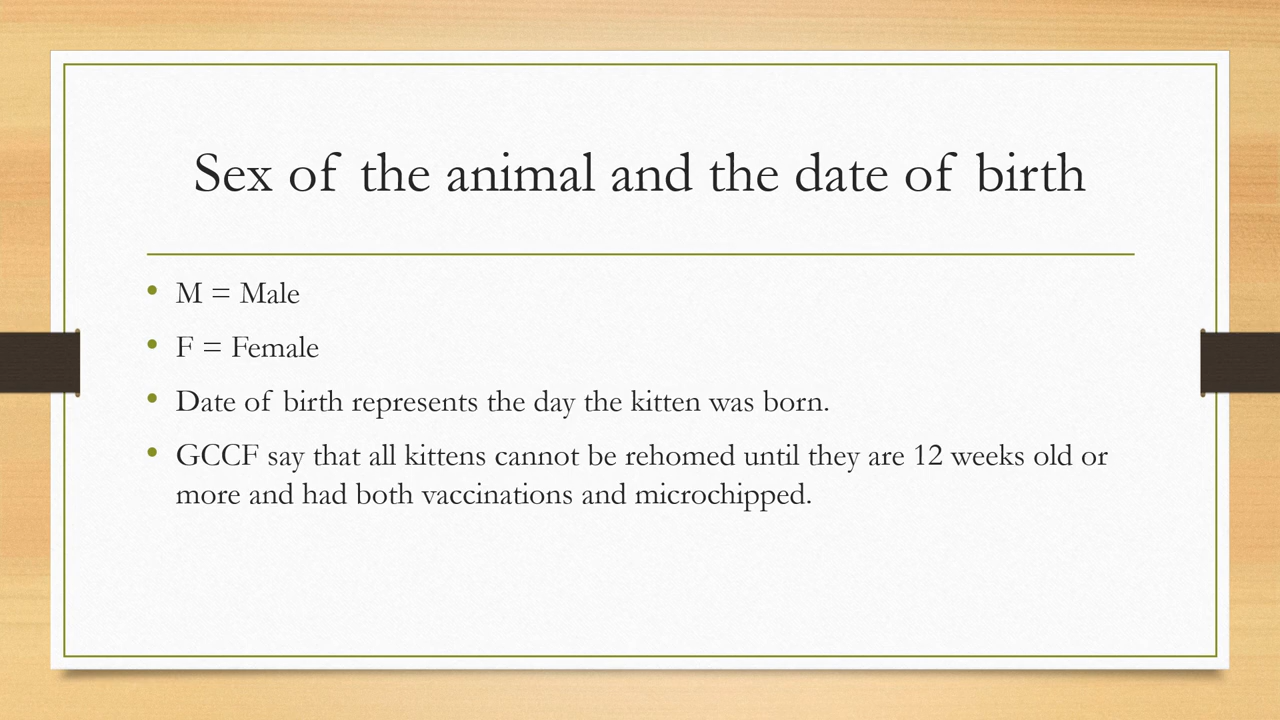 Sex of the animal and the date of birth
• M = Male
• F = Female
• Date of birth represents the day the kitten was born.
• GCCF say that all kittens cannot be rehomed until they are 12 weeks old or
more and had both vaccinations and microchipped.